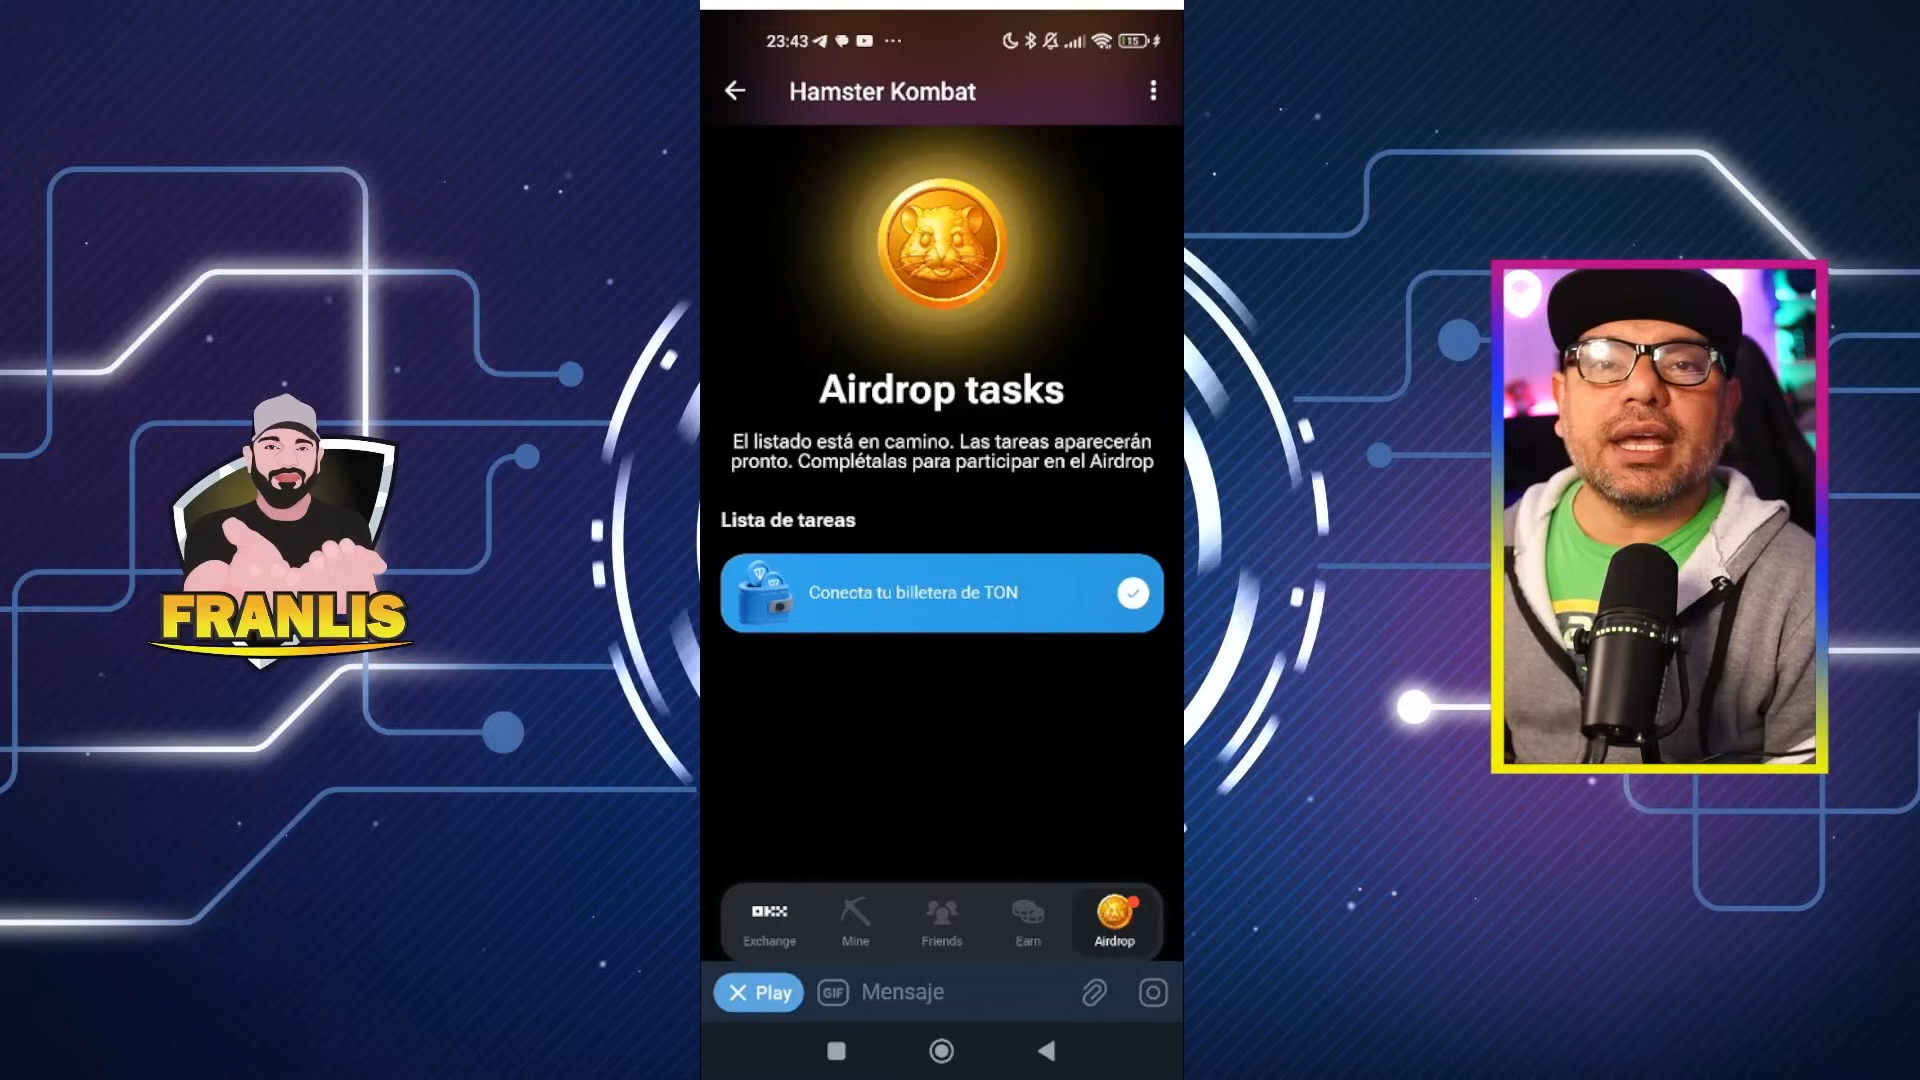 23:43
15
Hamster Kombat
Airdrop tasks
El listado está en camino. Las tareas aparecerán
pronto. Complétalas para participar en el Airdrop
Lista de tareas
Conecta tu billetera de TON
FRANLIS
OKX
Exchange
Mine
Friends
Earn
Airdrop
Play
GIF
Mensaje